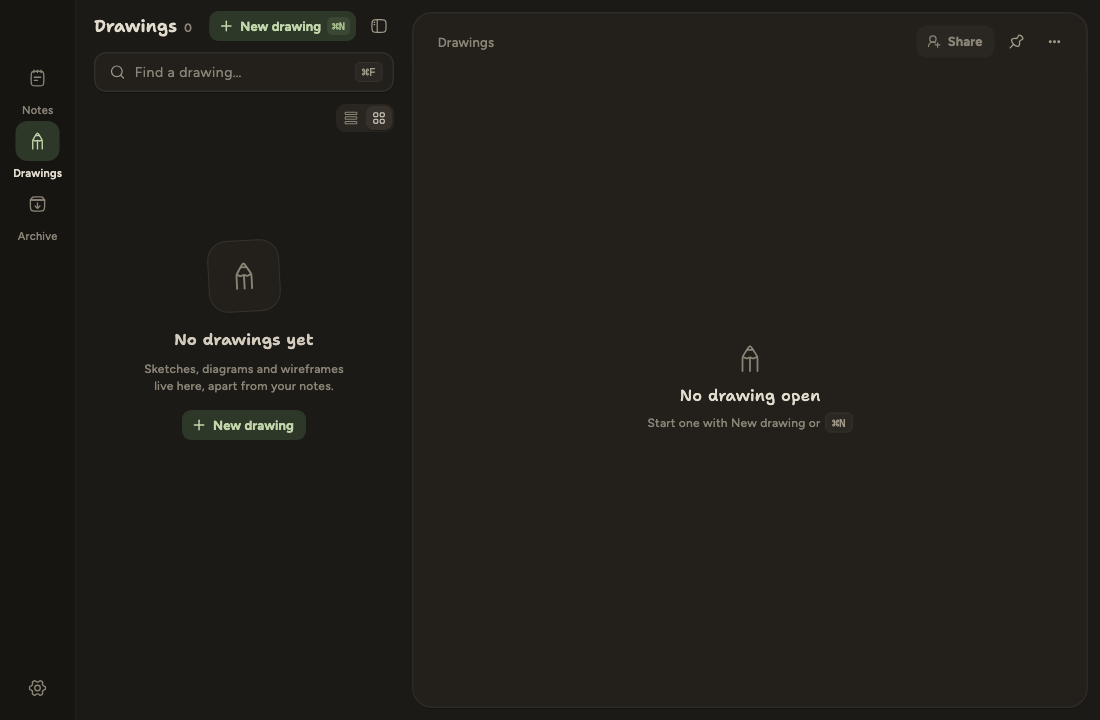 Drawings 0
New drawing ⌘N
Find a drawing... ⌘F
Notes
Drawings
Archive
No drawings yet
Sketches, diagrams and wireframes
live here, apart from your notes.
New drawing
Drawings
Share
No drawing open
Start one with New drawing or ⌘N